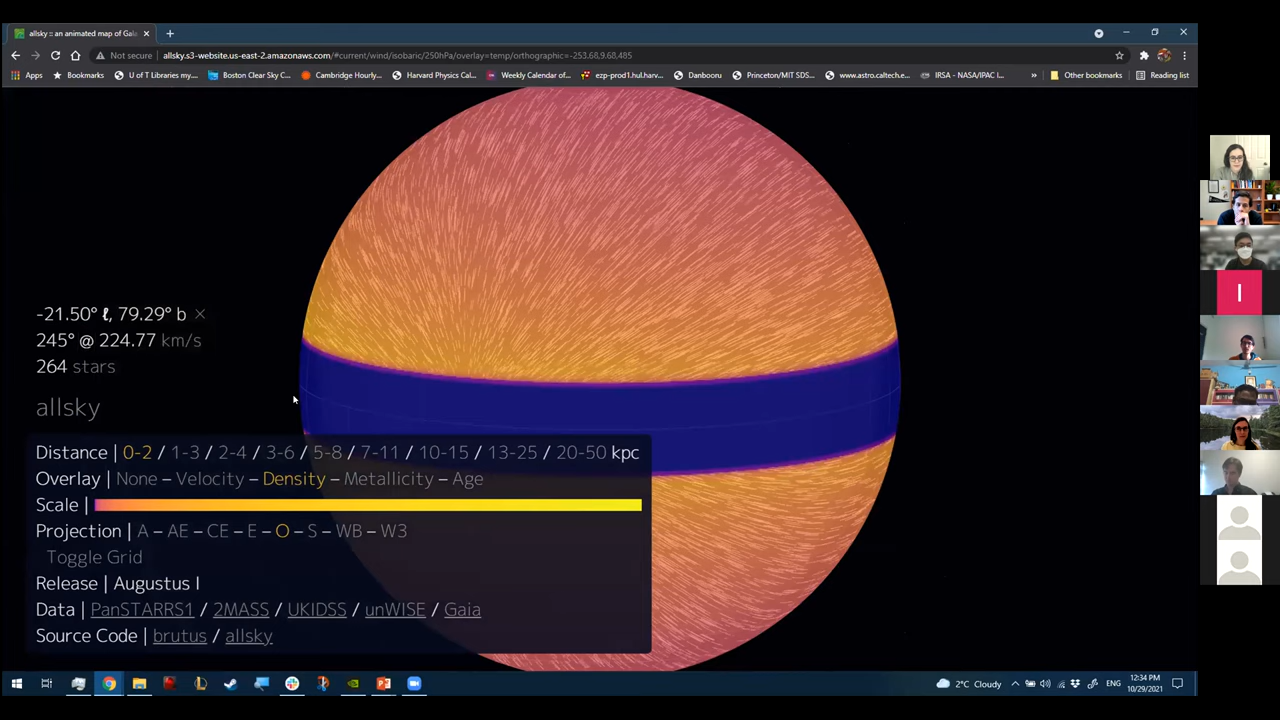 allsky :: an animated map of Gala
Not secure | allsky.s3-website.us-east-2.amazonaws.com/#current/wind/isobaric/250hPa/overlay=temp/orthographic=-253.68,9.68,485
Apps Bookmarks U of T Libraries my... Boston Clear Sky C... Cambridge Hourly... Harvard Physics Cal... Weekly Calendar of... ezp-prod1.hul.harv... Danbooru Princeton/MIT SDS... www.astro.caltech.e... IRSA - NASA/IPAC I... » Other bookmarks Reading list
-21.50° ℓ, 79.29° b ×
245° @ 224.77 km/s
264 stars
allsky
Distance | 0-2 / 1-3 / 2-4 / 3-6 / 5-8 / 7-11 / 10-15 / 13-25 / 20-50 kpc
Overlay | None – Velocity – Density – Metallicity – Age
Scale |
Projection | A – AE – CE – E – O – S – WB – W3
Toggle Grid
Release | Augustus I
Data | PanSTARRS1 / 2MASS / UKIDSS / unWISE / Gaia
Source Code | brutus / allsky
I
2°C Cloudy ENG 12:34 PM
10/29/2021